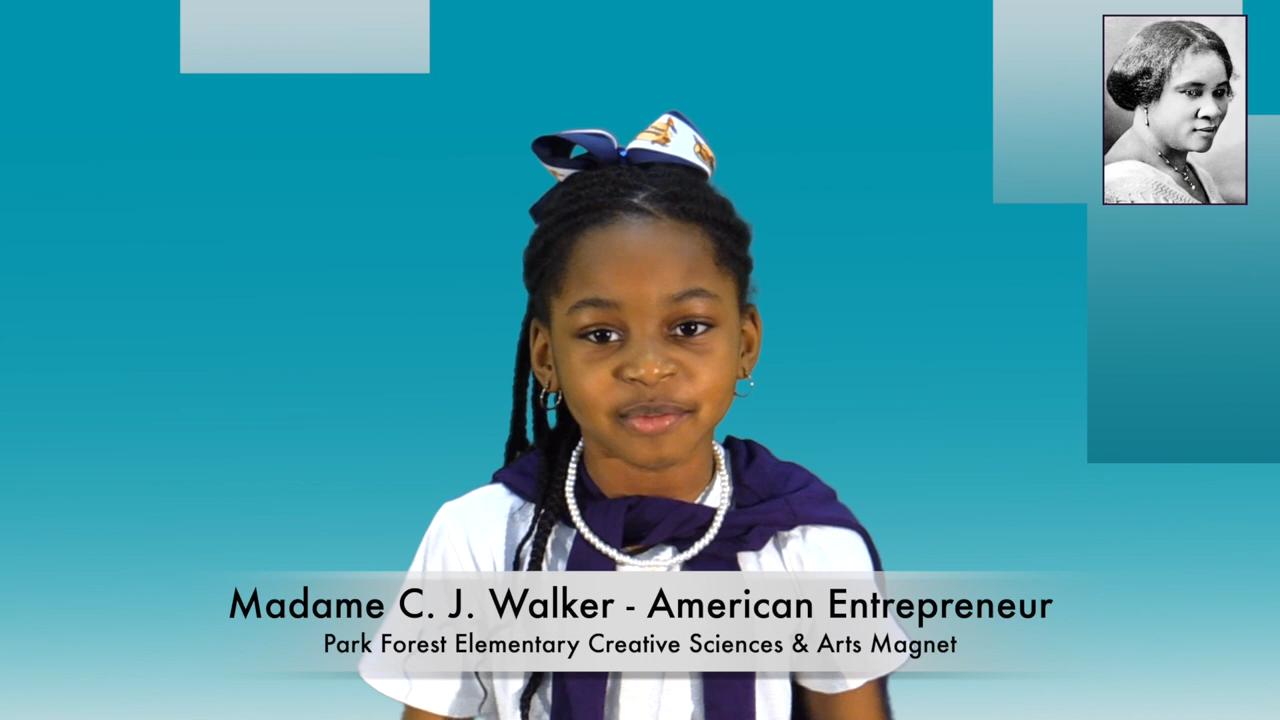 Madame C. J. Walker - American Entrepreneur
Park Forest Elementary Creative Sciences & Arts Magnet